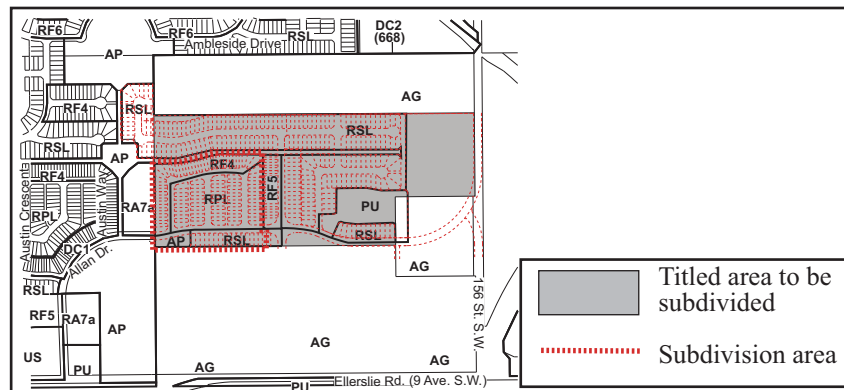 RF6
RF6
RSL
DC2
(668)
Ambleside Drive
AP
AG
RF4
RSL
RSL
RSL
AP
RF4
RF4
RPL
RPL
RF5
RA7a
PU
Austin Crescent
Austin Way
DC1
Allan Dr.
AP
RSL
RSL
RSL
AG
RF5
RA7a
AP
US
PU
AG
AG
AG
PU
Ellerslie Rd. (9 Ave. S.W.)
156 St. S.W.
Titled area to be
subdivided
Subdivision area